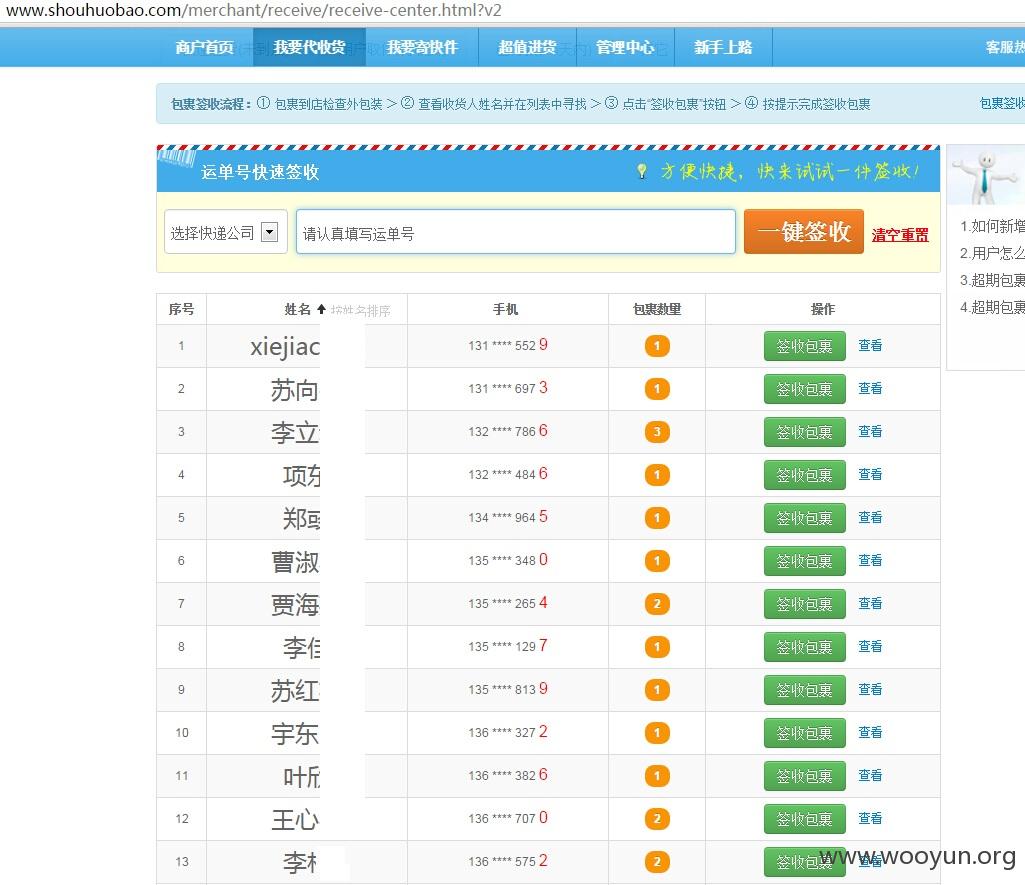 www.shouhuobao.com/merchant/receive/receive-center.html?v2
商户首页 我要代收货 我要寄快件 超值进货 管理中心 新手上路 客服热
包裹签收流程：① 包裹到店检查外包装 > ② 查看收货人姓名并在列表中寻找 > ③ 点击“签收包裹”按钮 > ④ 按提示完成签收包裹 包裹签收
运单号快速签收 方便快捷，快来试试一件签收！
选择快递公司 请认真填写运单号 一键签收 清空重置
1.如何新增
2.用户怎么
3.超期包裹
4.超期包裹
序号 姓名 按姓名排序 手机 包裹数量 操作
1 xiejiac 131 **** 552 9 1 签收包裹 查看
2 苏向 131 **** 697 3 1 签收包裹 查看
3 李立 132 **** 786 6 3 签收包裹 查看
4 项 132 **** 484 6 1 签收包裹 查看
5 郑 134 **** 964 5 1 签收包裹 查看
6 曹淑 135 **** 348 0 1 签收包裹 查看
7 贾海 135 **** 265 4 2 签收包裹 查看
8 李 135 **** 129 7 1 签收包裹 查看
9 苏红 135 **** 813 9 1 签收包裹 查看
10 宇东 136 **** 327 2 1 签收包裹 查看
11 叶 136 **** 382 6 1 签收包裹 查看
12 王心 136 **** 707 0 2 签收包裹 查看
13 李 136 **** 575 2 2 签收包裹 查看
www.wooyun.org